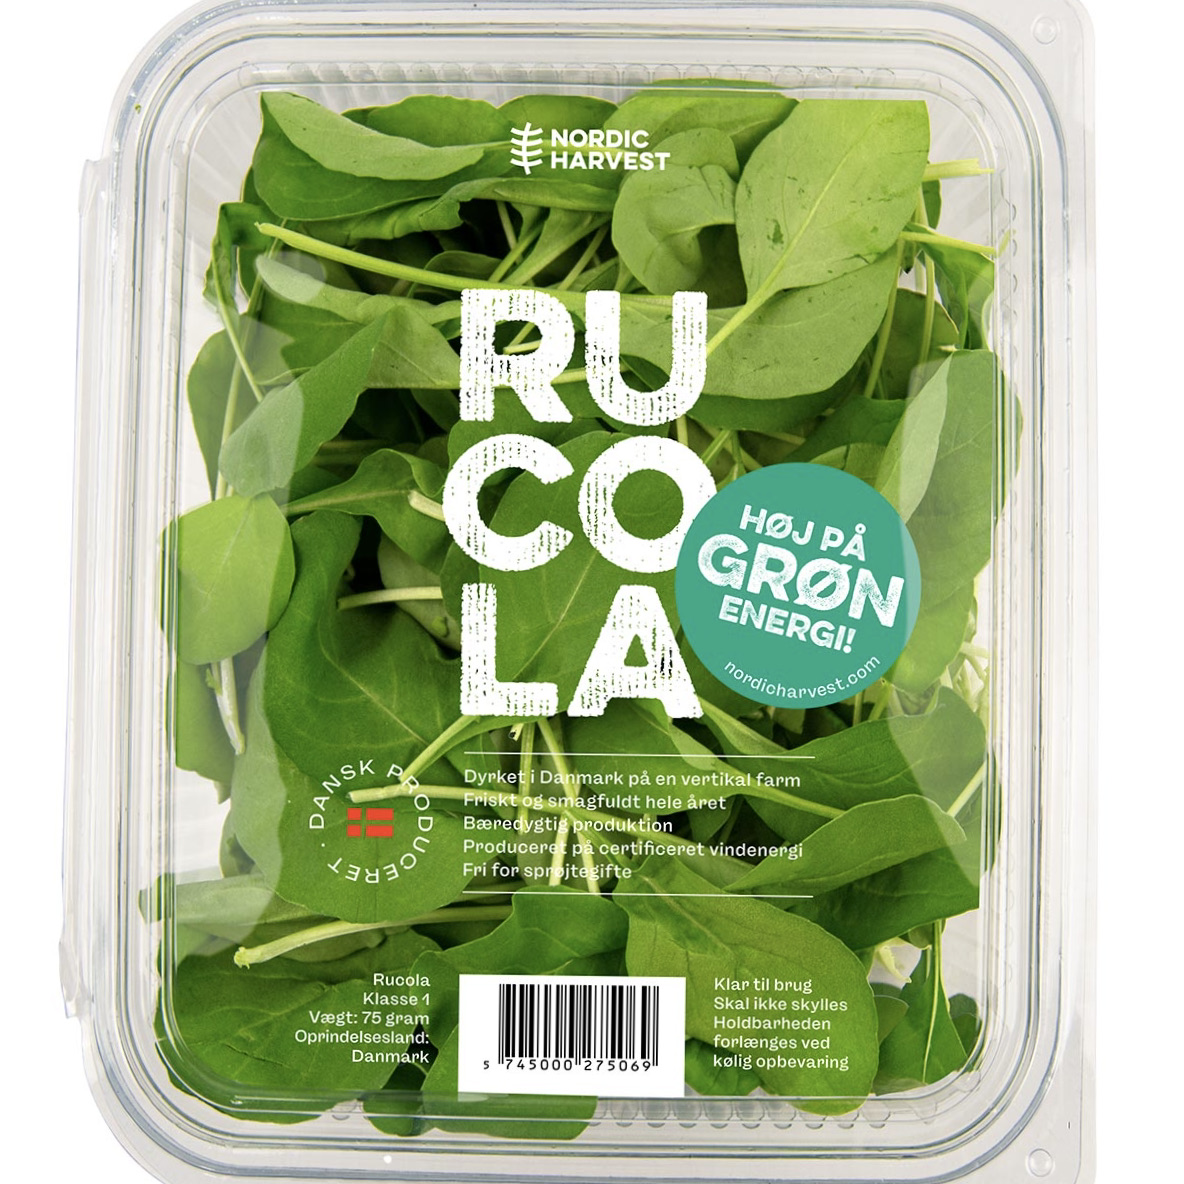 NORDIC
HARVEST
RU
CO
LA
HØJ PÅ
GRØN
ENERGI!
nordicharvest.com
DANSK PRODUCERET ·
Dyrket i Danmark på en vertikal farm
Friskt og smagfuldt hele året
Bæredygtig produktion
Produceret på certificeret vindenergi
Fri for sprøjtegifte
Rucola
Klasse 1
Vægt: 75 gram
Oprindelsesland:
Danmark
5 745000 275069
Klar til brug
Skal ikke skylles
Holdbarheden
forlænges ved
kølig opbevaring